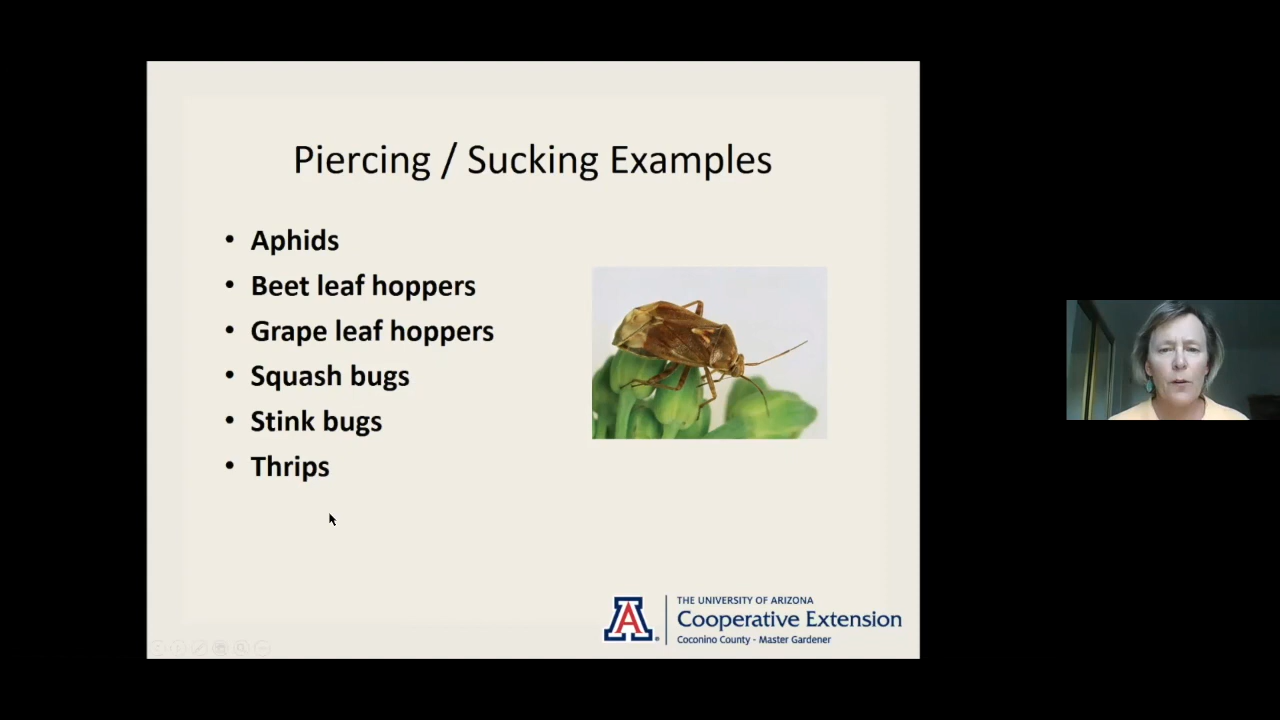 Piercing / Sucking Examples
• Aphids
• Beet leaf hoppers
• Grape leaf hoppers
• Squash bugs
• Stink bugs
• Thrips
THE UNIVERSITY OF ARIZONA
Cooperative Extension
Coconino County - Master Gardener